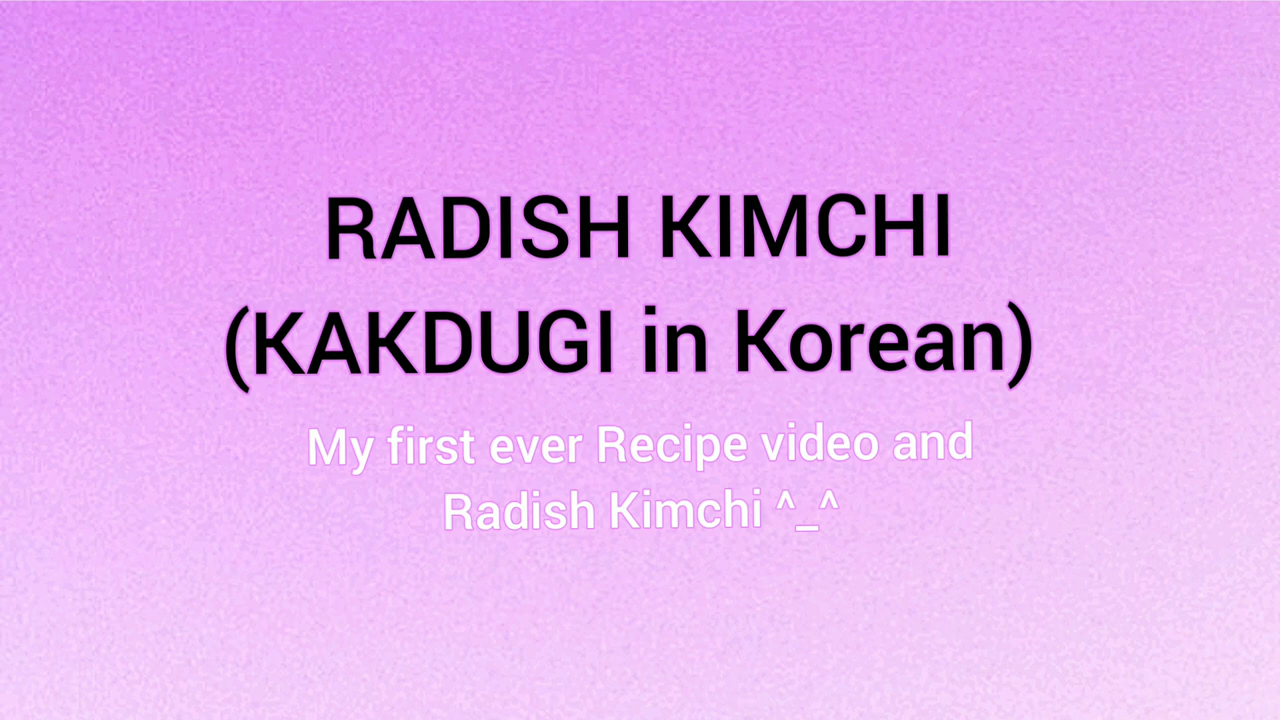 RADISH KIMCHI
(KAKDUGI in Korean)
My first ever Recipe video and
Radish Kimchi ^_^